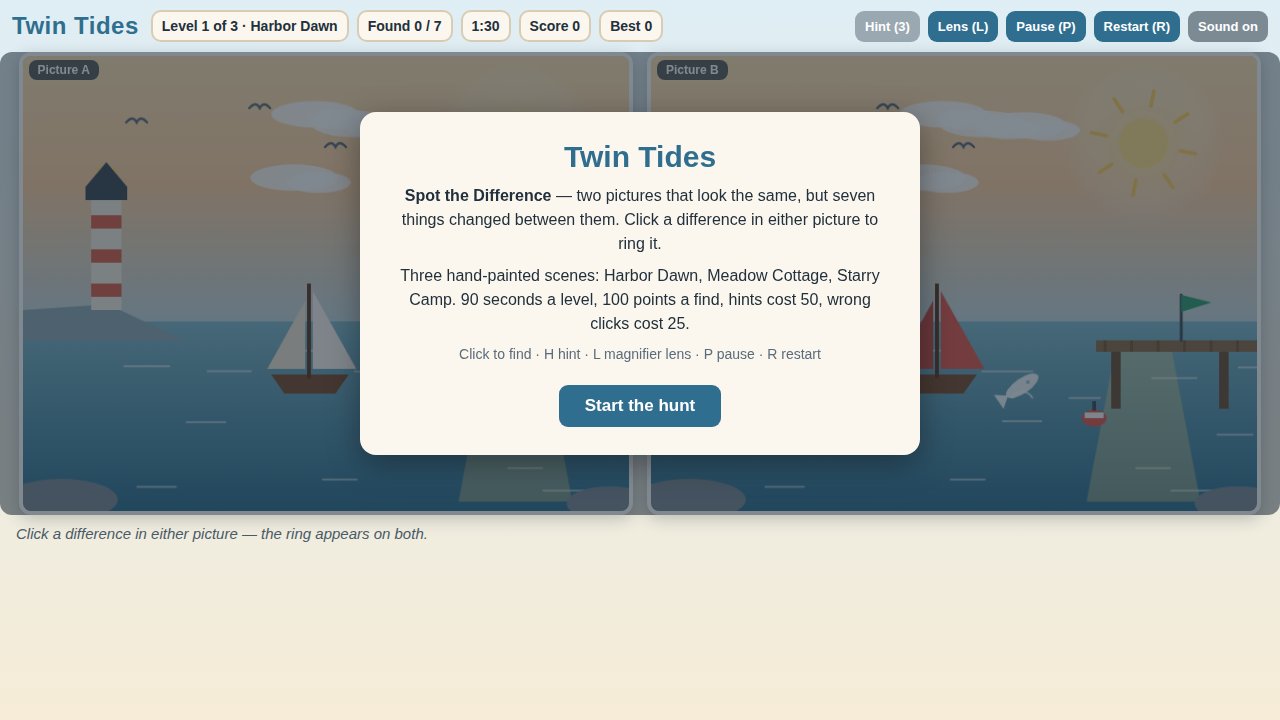 Twin Tides
Level 1 of 3 · Harbor Dawn
Found 0 / 7
1:30
Score 0
Best 0
Hint (3)
Lens (L)
Pause (P)
Restart (R)
Sound on
Picture A
Picture B
Twin Tides
Spot the Difference — two pictures that look the same, but seven
things changed between them. Click a difference in either picture to
ring it.
Three hand-painted scenes: Harbor Dawn, Meadow Cottage, Starry
Camp. 90 seconds a level, 100 points a find, hints cost 50, wrong
clicks cost 25.
Click to find · H hint · L magnifier lens · P pause · R restart
Start the hunt
Click a difference in either picture — the ring appears on both.